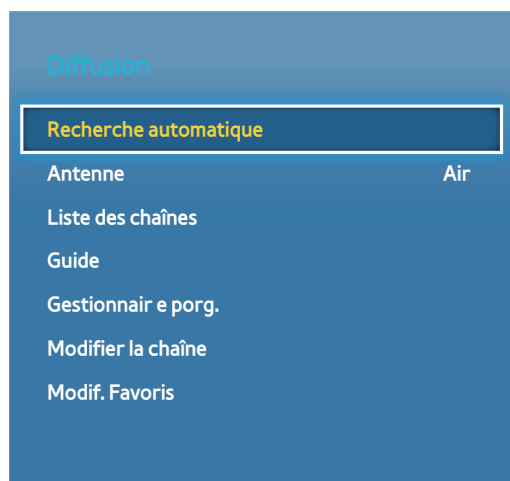 Diffusion
Recherche automatique
Antenne Air
Liste des chaînes
Guide
Gestionnair e porg.
Modifier la chaîne
Modif. Favoris